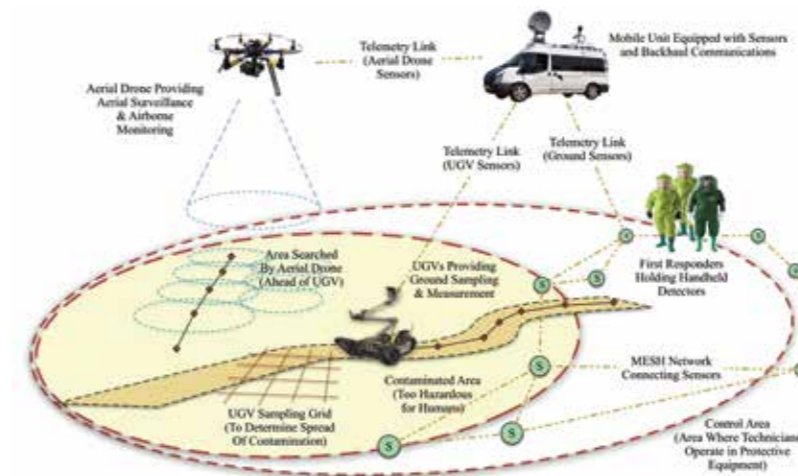 Telemetry Link
(Aerial Drone
Sensors)
Mobile Unit Equipped with Sensors
and Backhaul Communications
Aerial Drone Providing
Aerial Surveillance
& Airborne
Monitoring
Telemetry Link
(UGV Sensors)
Telemetry Link
(Ground Sensors)
Area Searched
By Aerial Drone
(Ahead of UGV)
UGVs Providing
Ground Sampling
& Measurement
First Responders
Holding Handheld
Detectors
S
S
S
S
S
S
S
S
MESH Network
Connecting Sensors
Contaminated Area
(Too Hazardous
for Humans)
UGV Sampling Grid
(To Determine Spread
Of Contamination)
Control Area
(Area Where Technicians
Operate in Protective
Equipment)